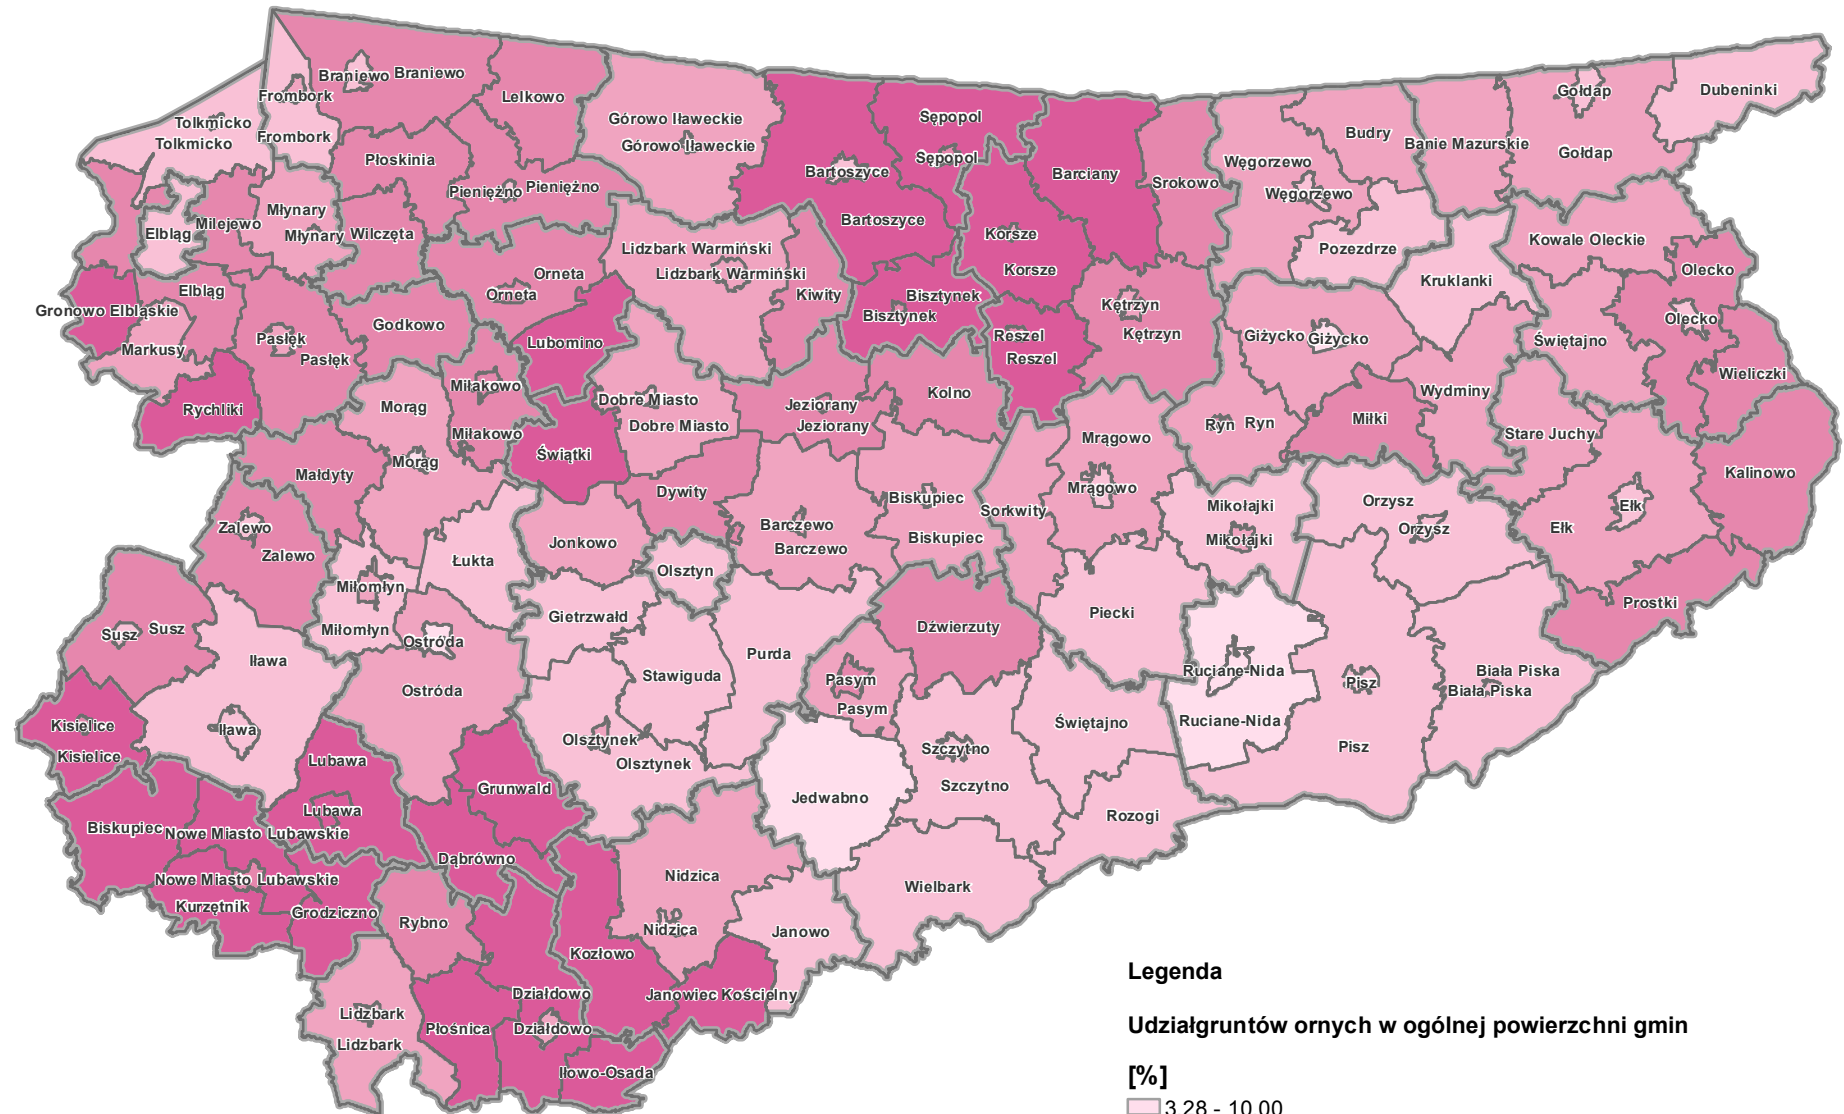 Braniewo Braniewo
Frombork
Lelkowo
Tolkmicko
Tolkmicko
Frombork
Płoskinia
Górowo Iławeckie
Górowo Iławeckie
Sępopol
Sępopol
Bartoszyce
Bartoszyce
Barciany
Srokowo
Węgorzewo
Węgorzewo
Budry
Banie Mazurskie
Gołdap
Gołdap
Dubeninki
Pieniężno Pieniężno
Młynary
Młynary
Milejewo
Elbląg
Wilczęta
Lidzbark Warmiński
Lidzbark Warmiński
Orneta
Orneta
Kiwity
Korsze
Korsze
Pozezdrze
Kruklanki
Kowale Oleckie
Olecko
Olecko
Gronowo Elbląskie
Elbląg
Markusy
Pasłęk
Pasłęk
Godkowo
Lubomino
Bisztynek
Bisztynek
Reszel
Reszel
Kętrzyn
Kętrzyn
Giżycko Giżycko
Świętajno
Wieliczki
Wydminy
Rychliki
Morąg
Morąg
Miłakowo
Miłakowo
Dobre Miasto
Dobre Miasto
Jeziorany
Jeziorany
Kolno
Mrągowo
Mrągowo
Ryn Ryn
Miłki
Stare Juchy
Kalinowo
Świątki
Małdyty
Dywity
Barczewo
Barczewo
Biskupiec
Biskupiec
Sorkwity
Mikołajki
Mikołajki
Orzysz
Orzysz
Ełk
Ełk
Zalewo
Zalewo
Łukta
Jonkowo
Olsztyn
Miłomłyn
Miłomłyn
Ostróda
Ostróda
Gietrzwałd
Stawiguda
Purda
Dźwierzuty
Piecki
Prostki
Susz Susz
Iława
Iława
Pasym
Pasym
Ruciane-Nida
Ruciane-Nida
Pisz
Pisz
Biała Piska
Biała Piska
Kisielice
Kisielice
Lubawa
Lubawa
Grunwald
Olsztynek
Olsztynek
Jedwabno
Szczytno
Szczytno
Świętajno
Rozogi
Biskupiec
Nowe Miasto Lubawskie
Nowe Miasto Lubawskie
Kurzętnik
Grodziczno
Dąbrówno
Rybno
Nidzica
Nidzica
Wielbark
Janowo
Kozłowo
Janowiec Kościelny
Lidzbark
Lidzbark
Płośnica
Działdowo
Działdowo
Iłowo-Osada
Legenda
Udziałgruntów ornych w ogólnej powierzchni gmin
[%]
3,28 - 10,00